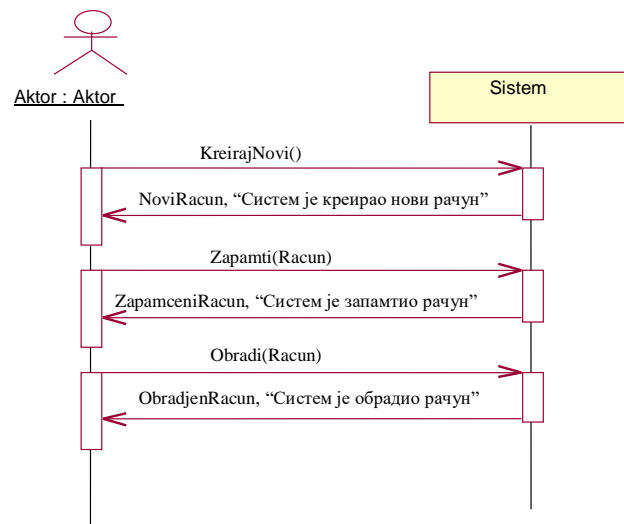 Aktor : Aktor
Sistem
KreirajNovi()
NoviRacun, “Систем је креирао нови рачун”
Zapamti(Racun)
ZapamceniRacun, “Систем је запамтио рачун”
Obradi(Racun)
ObradjenRacun, “Систем је обрадио рачун”